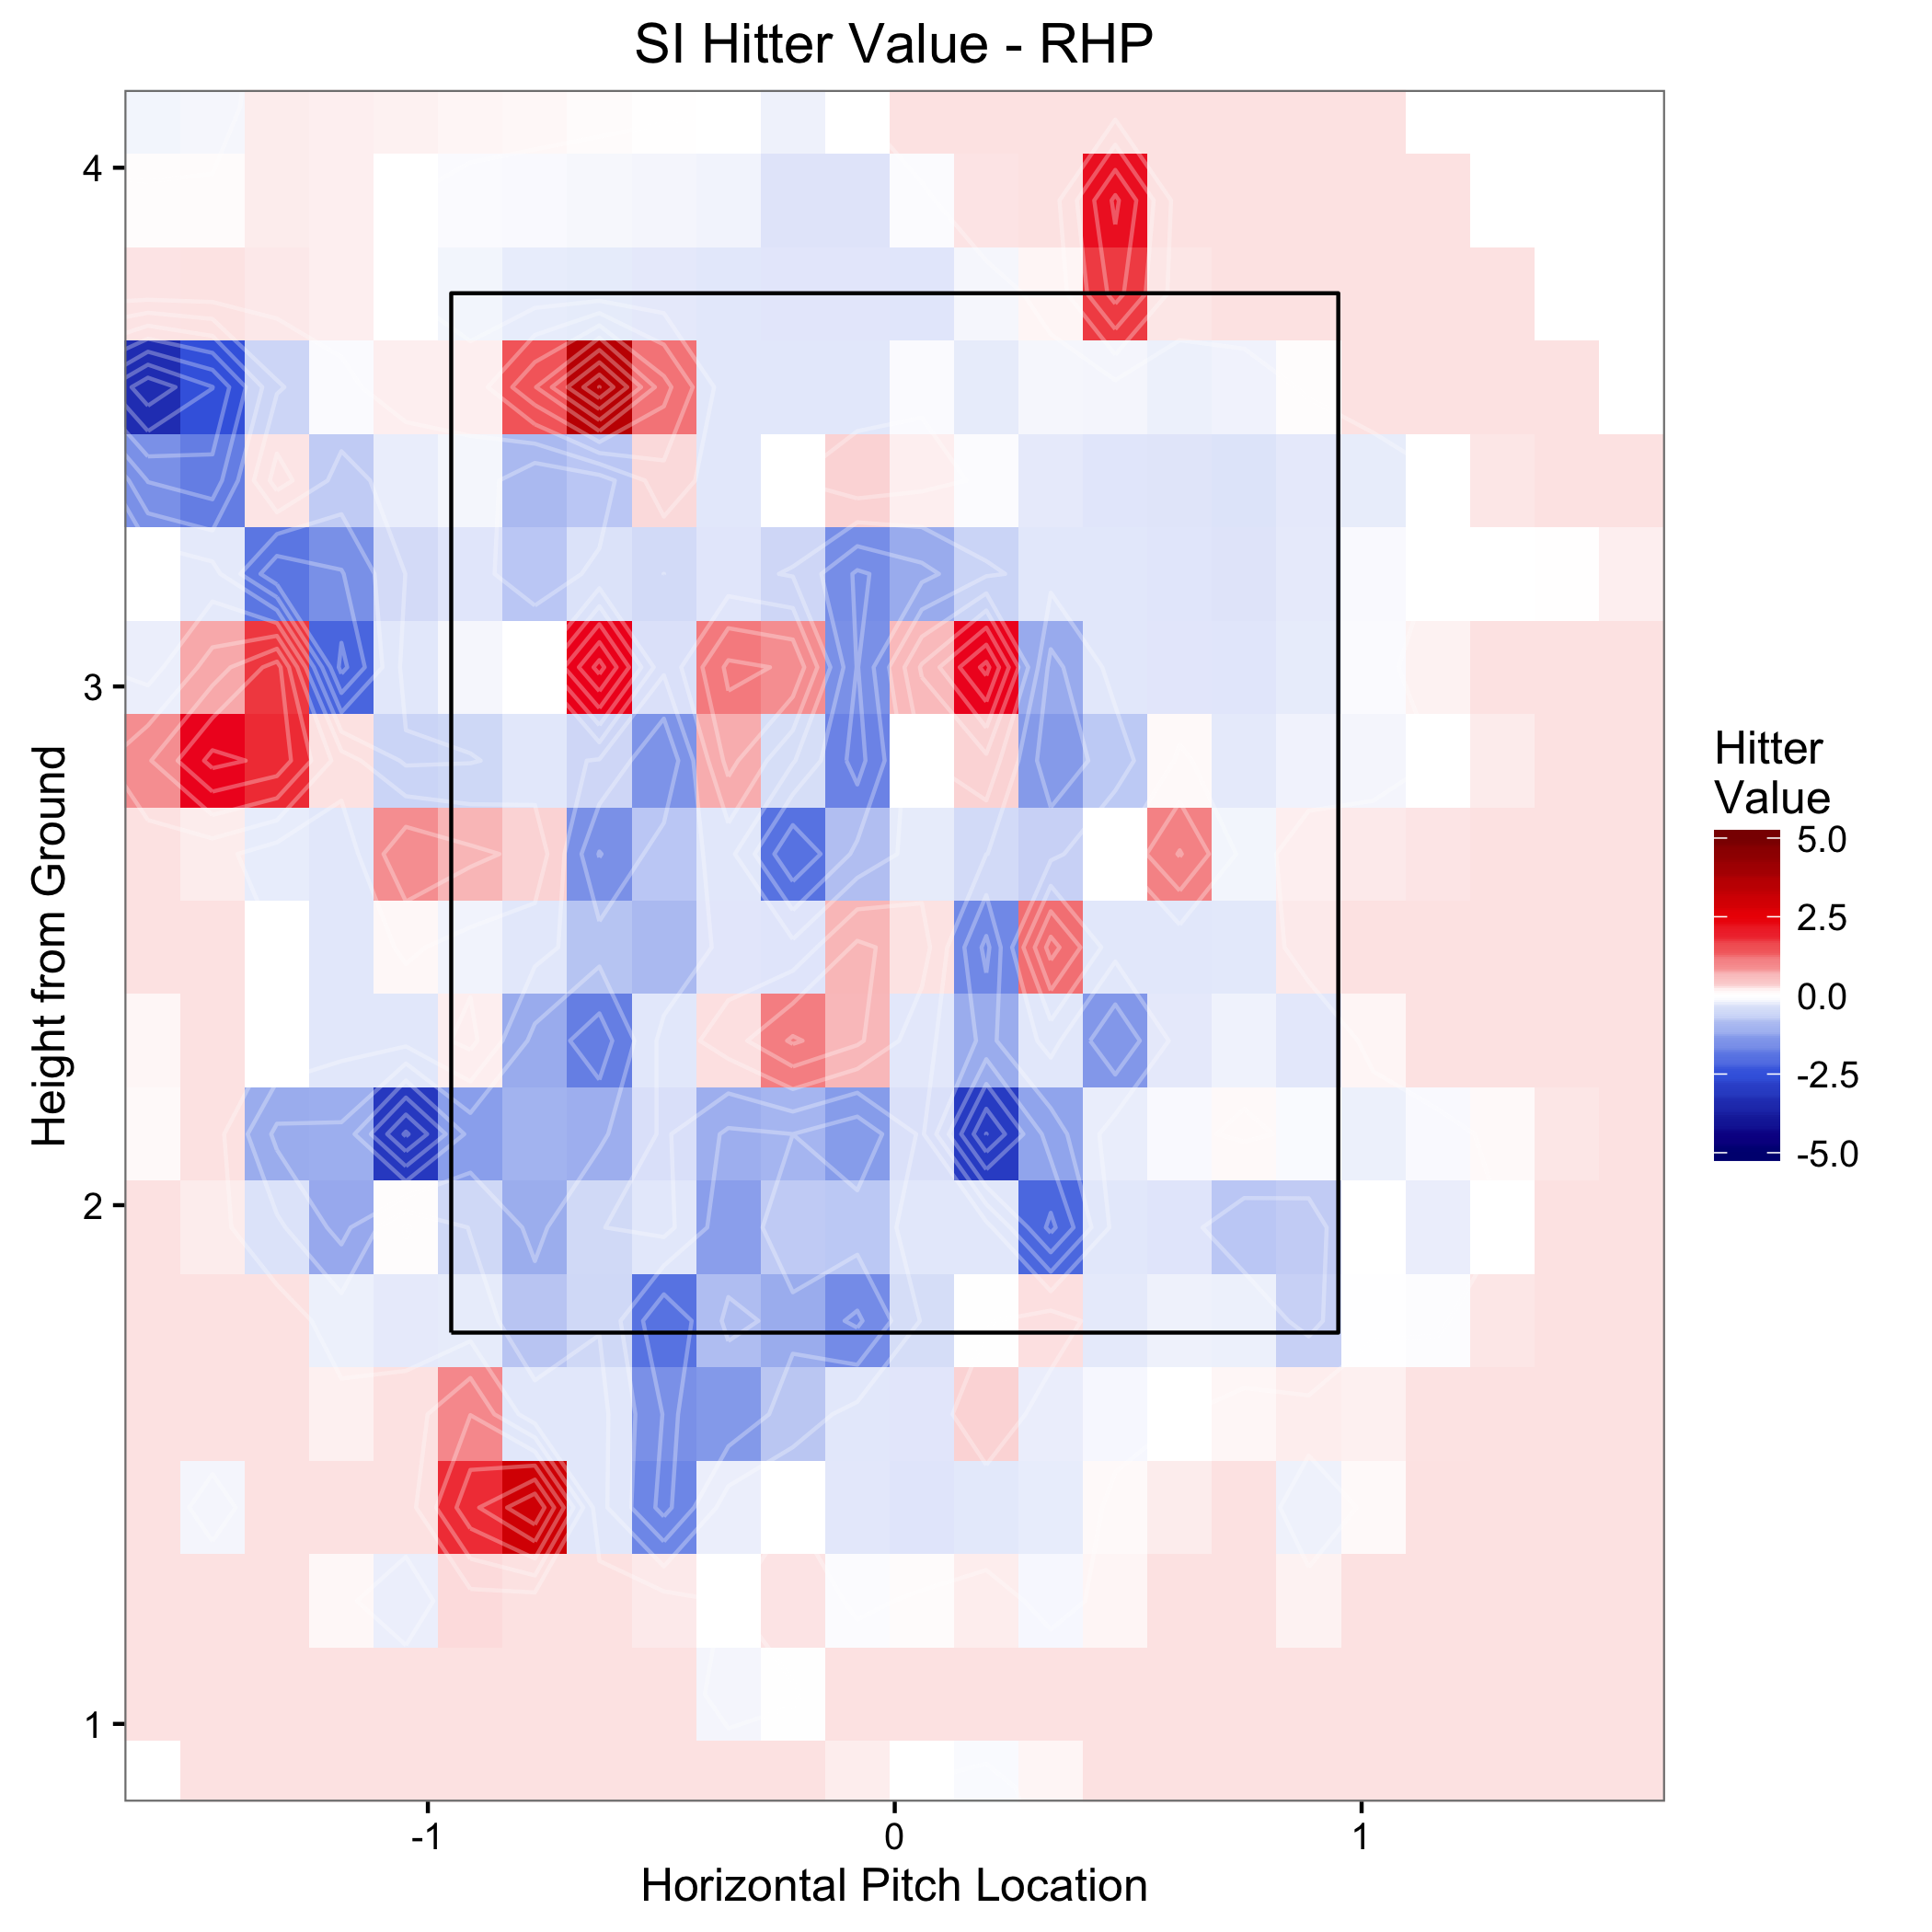 SI Hitter Value - RHP
4
3
2
1
Height from Ground
-1
0
1
Horizontal Pitch Location
Hitter
Value
5.0
2.5
0.0
-2.5
-5.0